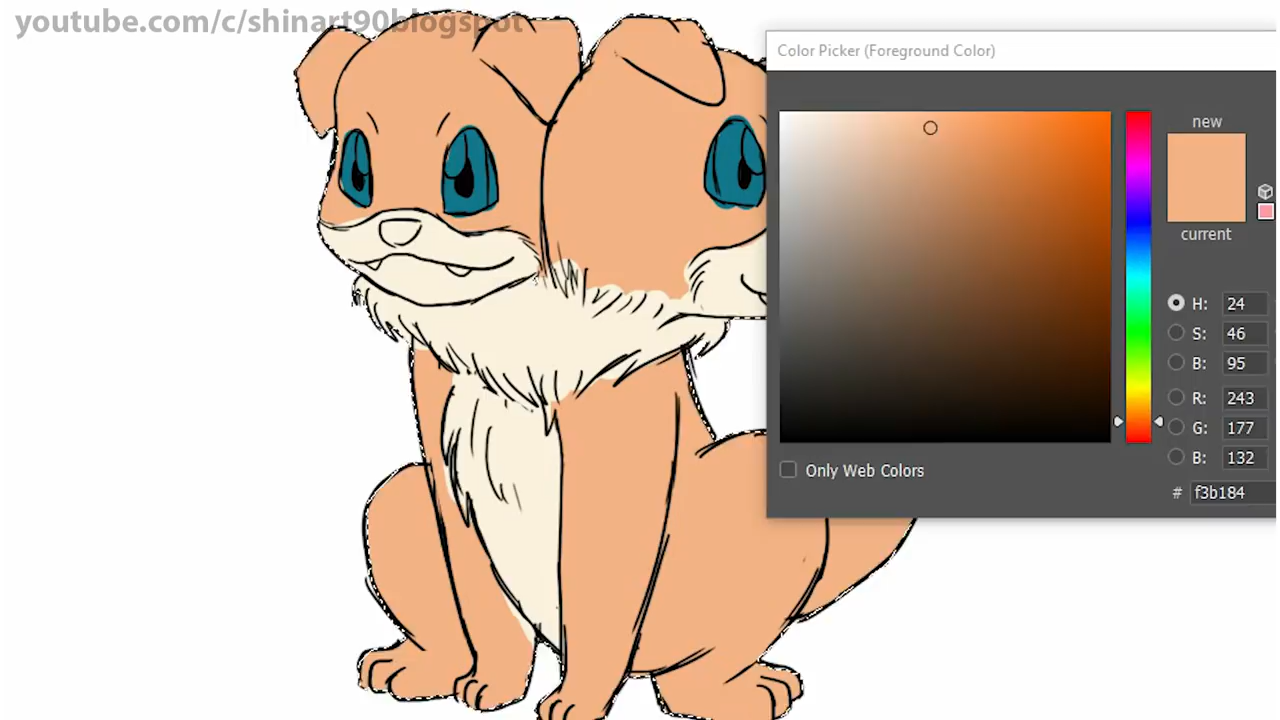 youtube.com/c/shinart90blogspot
Color Picker (Foreground Color)
new
current
H: 24
S: 46
B: 95
R: 243
G: 177
B: 132
# f3b184
Only Web Colors